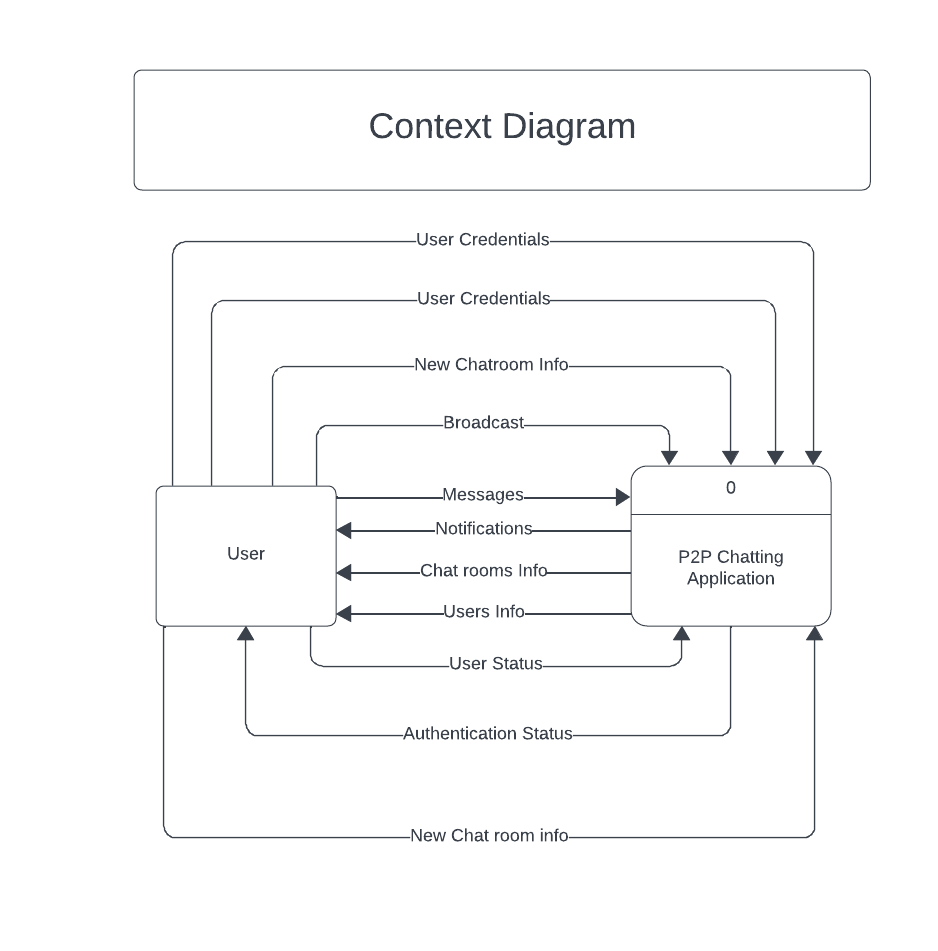 Context Diagram
User Credentials
User Credentials
New Chatroom Info
Broadcast
0
Messages
Notifications
User
P2P Chatting
Application
Chat rooms Info
Users Info
User Status
Authentication Status
New Chat room info